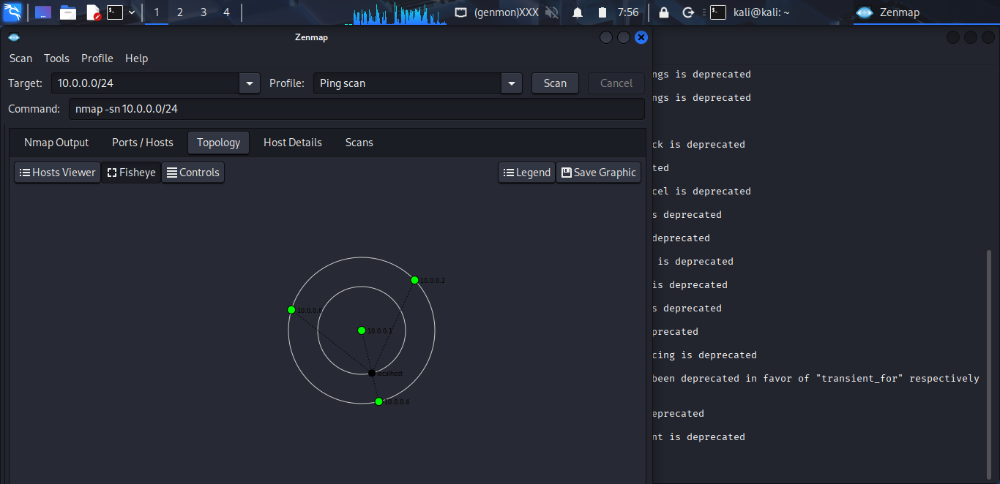 1 2 3 4 (genmon)XXX 7:56 kali@kali: ~ Zenmap
Zenmap
Scan Tools Profile Help
Target: 10.0.0.0/24 Profile: Ping scan Scan Cancel
Command: nmap -sn 10.0.0.0/24
Nmap Output Ports / Hosts Topology Host Details Scans
Hosts Viewer Fisheye Controls Legend Save Graphic
10.0.0.2
10.0.0.1
localhost
10.0.0.4
ngs is deprecated
ngs is deprecated
ck is deprecated
ted
cel is deprecated
s deprecated
deprecated
is deprecated
is deprecated
s deprecated
precated
cing is deprecated
been deprecated in favor of "transient_for" respectively
eprecated
nt is deprecated